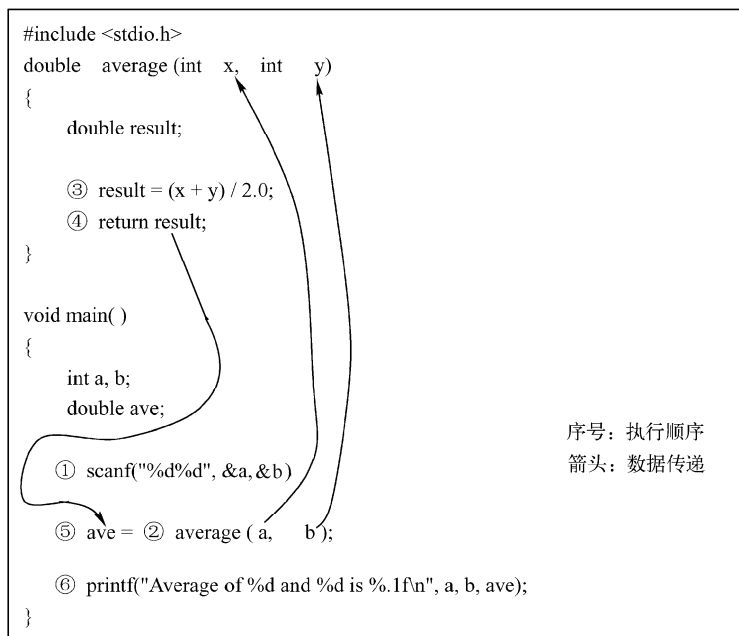 #include <stdio.h>
double average (int x, int y)
{
double result;
③ result = (x + y) / 2.0;
④ return result;
}
void main( )
{
int a, b;
double ave;
序号：执行顺序
箭头：数据传递
① scanf("%d%d", &a,&b)
⑤ ave = ② average ( a, b );
⑥ printf("Average of %d and %d is %.1f\n", a, b, ave);
}